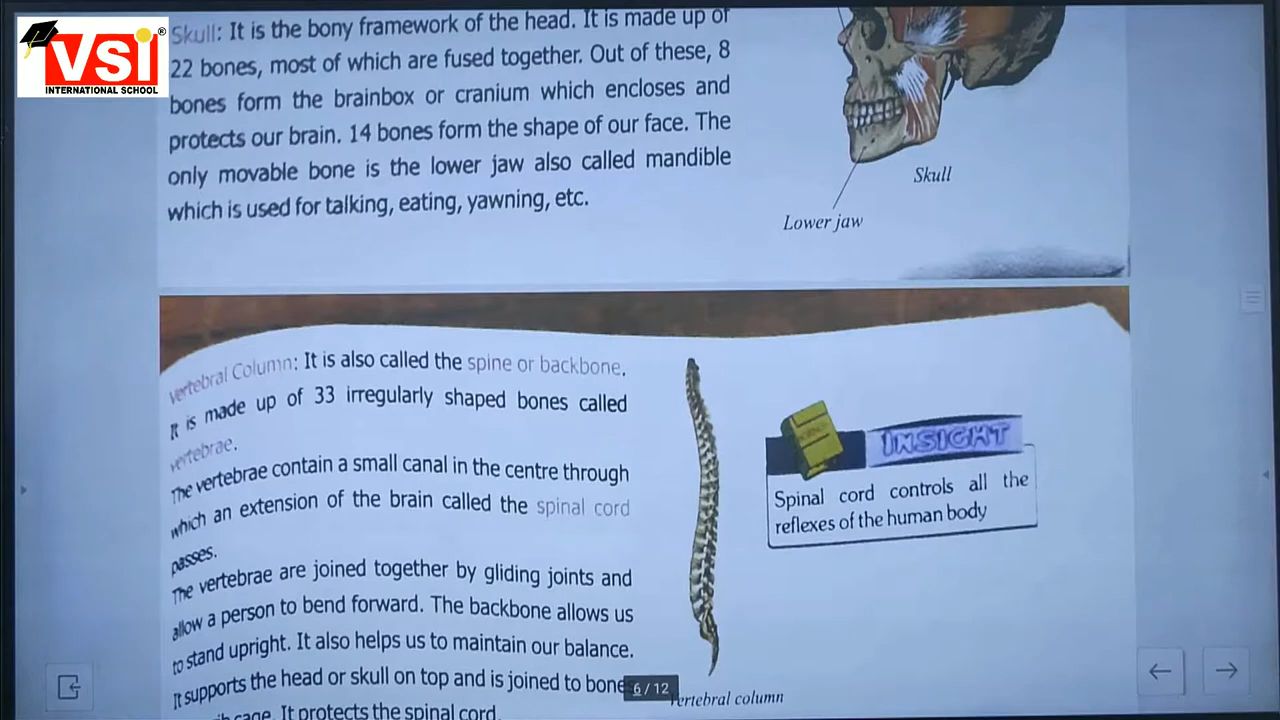 VSI
®
INTERNATIONAL SCHOOL
Skull: It is the bony framework of the head. It is made up of
22 bones, most of which are fused together. Out of these, 8
bones form the brainbox or cranium which encloses and
protects our brain. 14 bones form the shape of our face. The
only movable bone is the lower jaw also called mandible
which is used for talking, eating, yawning, etc.
Skull
Lower jaw
Vertebral Column: It is also called the spine or backbone.
It is made up of 33 irregularly shaped bones called
vertebrae.
The vertebrae contain a small canal in the centre through
which an extension of the brain called the spinal cord
passes.
The vertebrae are joined together by gliding joints and
allow a person to bend forward. The backbone allows us
to stand upright. It also helps us to maintain our balance.
It supports the head or skull on top and is joined to bone
cage. It protects the spinal cord.
INSIGHT
Spinal cord controls all the
reflexes of the human body
6/12
vertebral column